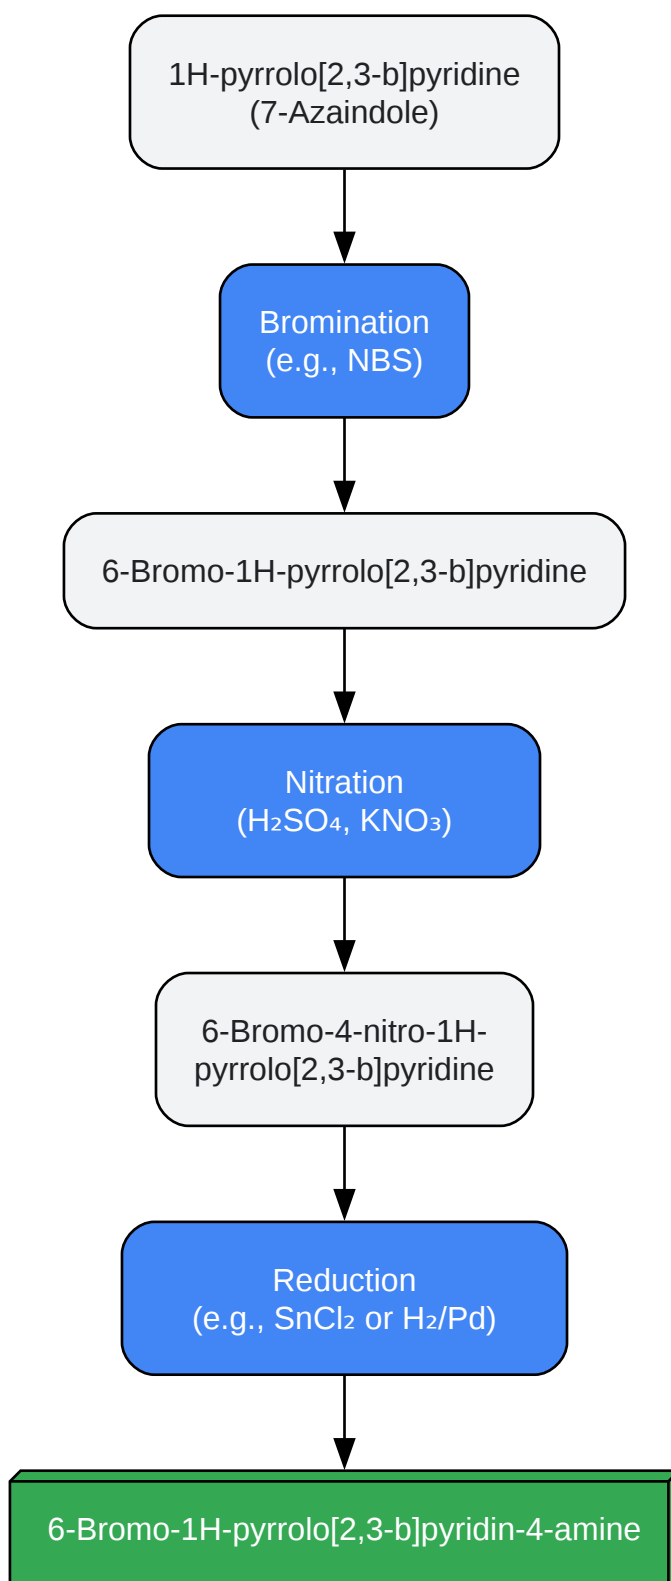 1H-pyrrolo[2,3-b]pyridine
(7-Azaindole)
Bromination
(e.g., NBS)
6-Bromo-1H-pyrrolo[2,3-b]pyridine
Nitration
(H₂SO₄, KNO₃)
6-Bromo-4-nitro-1H-
pyrrolo[2,3-b]pyridine
Reduction
(e.g., SnCl₂ or H₂/Pd)
6-Bromo-1H-pyrrolo[2,3-b]pyridin-4-amine